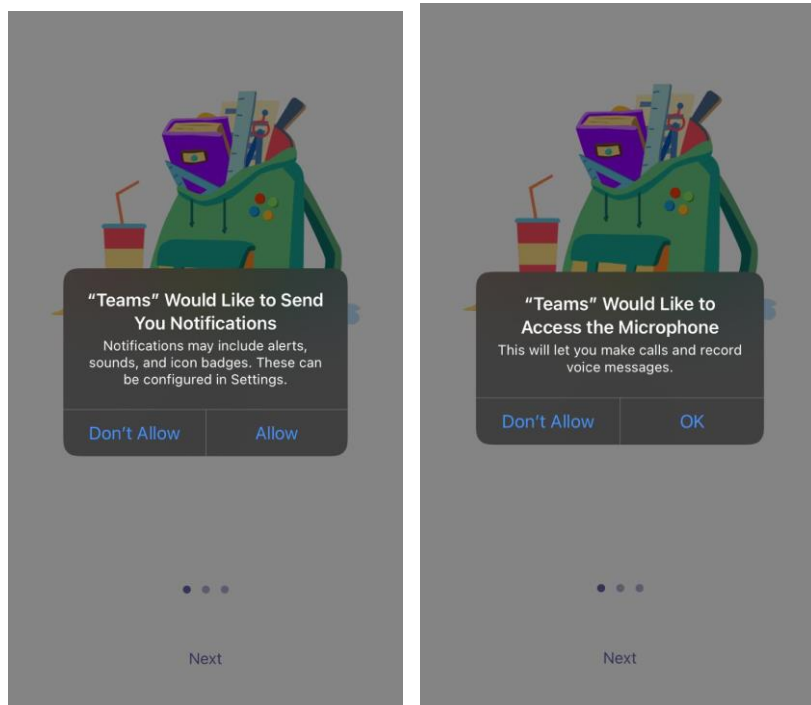 “Teams” Would Like to Send
You Notifications
Notifications may include alerts,
sounds, and icon badges. These can
be configured in Settings.
Don’t Allow
Allow
Next
“Teams” Would Like to
Access the Microphone
This will let you make calls and record
voice messages.
Don’t Allow
OK
Next